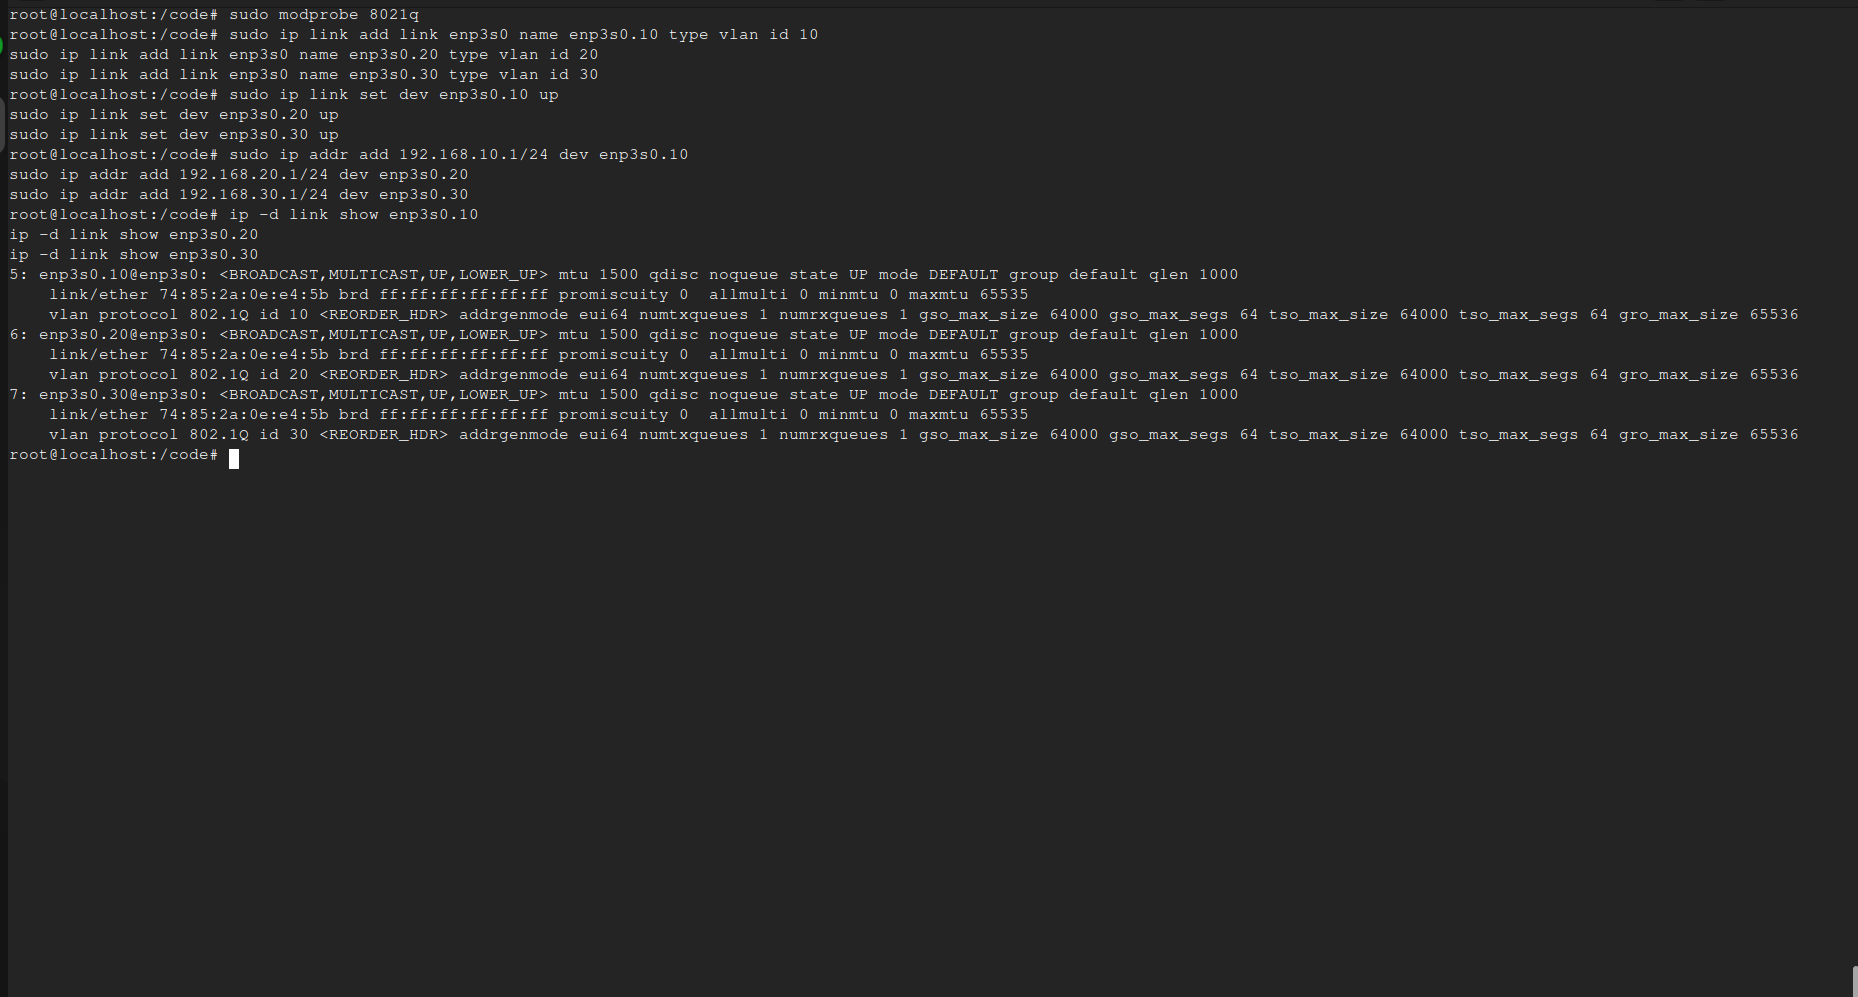 root@localhost:/code# sudo modprobe 8021q
root@localhost:/code# sudo ip link add link enp3s0 name enp3s0.10 type vlan id 10
sudo ip link add link enp3s0 name enp3s0.20 type vlan id 20
sudo ip link add link enp3s0 name enp3s0.30 type vlan id 30
root@localhost:/code# sudo ip link set dev enp3s0.10 up
sudo ip link set dev enp3s0.20 up
sudo ip link set dev enp3s0.30 up
root@localhost:/code# sudo ip addr add 192.168.10.1/24 dev enp3s0.10
sudo ip addr add 192.168.20.1/24 dev enp3s0.20
sudo ip addr add 192.168.30.1/24 dev enp3s0.30
root@localhost:/code# ip -d link show enp3s0.10
ip -d link show enp3s0.20
ip -d link show enp3s0.30
5: enp3s0.10@enp3s0: <BROADCAST,MULTICAST,UP,LOWER_UP> mtu 1500 qdisc noqueue state UP mode DEFAULT group default qlen 1000
    link/ether 74:85:2a:0e:e4:5b brd ff:ff:ff:ff:ff:ff promiscuity 0  allmulti 0 minmtu 0 maxmtu 65535
    vlan protocol 802.1Q id 10 <REORDER_HDR> addrgenmode eui64 numtxqueues 1 numrxqueues 1 gso_max_size 64000 gso_max_segs 64 tso_max_size 64000 tso_max_segs 64 gro_max_size 65536
6: enp3s0.20@enp3s0: <BROADCAST,MULTICAST,UP,LOWER_UP> mtu 1500 qdisc noqueue state UP mode DEFAULT group default qlen 1000
    link/ether 74:85:2a:0e:e4:5b brd ff:ff:ff:ff:ff:ff promiscuity 0  allmulti 0 minmtu 0 maxmtu 65535
    vlan protocol 802.1Q id 20 <REORDER_HDR> addrgenmode eui64 numtxqueues 1 numrxqueues 1 gso_max_size 64000 gso_max_segs 64 tso_max_size 64000 tso_max_segs 64 gro_max_size 65536
7: enp3s0.30@enp3s0: <BROADCAST,MULTICAST,UP,LOWER_UP> mtu 1500 qdisc noqueue state UP mode DEFAULT group default qlen 1000
    link/ether 74:85:2a:0e:e4:5b brd ff:ff:ff:ff:ff:ff promiscuity 0  allmulti 0 minmtu 0 maxmtu 65535
    vlan protocol 802.1Q id 30 <REORDER_HDR> addrgenmode eui64 numtxqueues 1 numrxqueues 1 gso_max_size 64000 gso_max_segs 64 tso_max_size 64000 tso_max_segs 64 gro_max_size 65536
root@localhost:/code#